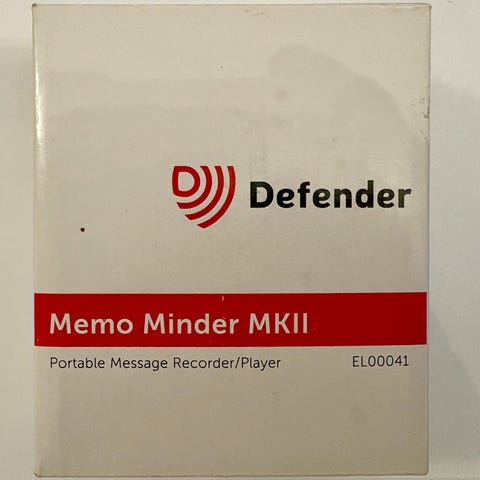 Defender
Memo Minder MKII
Portable Message Recorder/Player EL00041